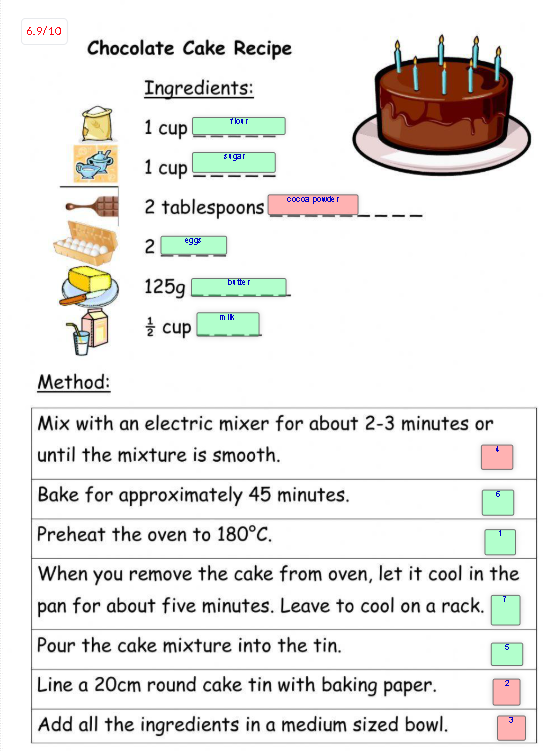 6.9/10
Chocolate Cake Recipe
Ingredients:
1 cup flour
1 cup sugar
2 tablespoons cocoa powder
2 eggs
125g butter
½ cup milk
Method:
Mix with an electric mixer for about 2-3 minutes or
until the mixture is smooth.
4
Bake for approximately 45 minutes.
6
Preheat the oven to 180°C.
1
When you remove the cake from oven, let it cool in the
pan for about five minutes. Leave to cool on a rack.
7
Pour the cake mixture into the tin.
5
Line a 20cm round cake tin with baking paper.
2
Add all the ingredients in a medium sized bowl.
3